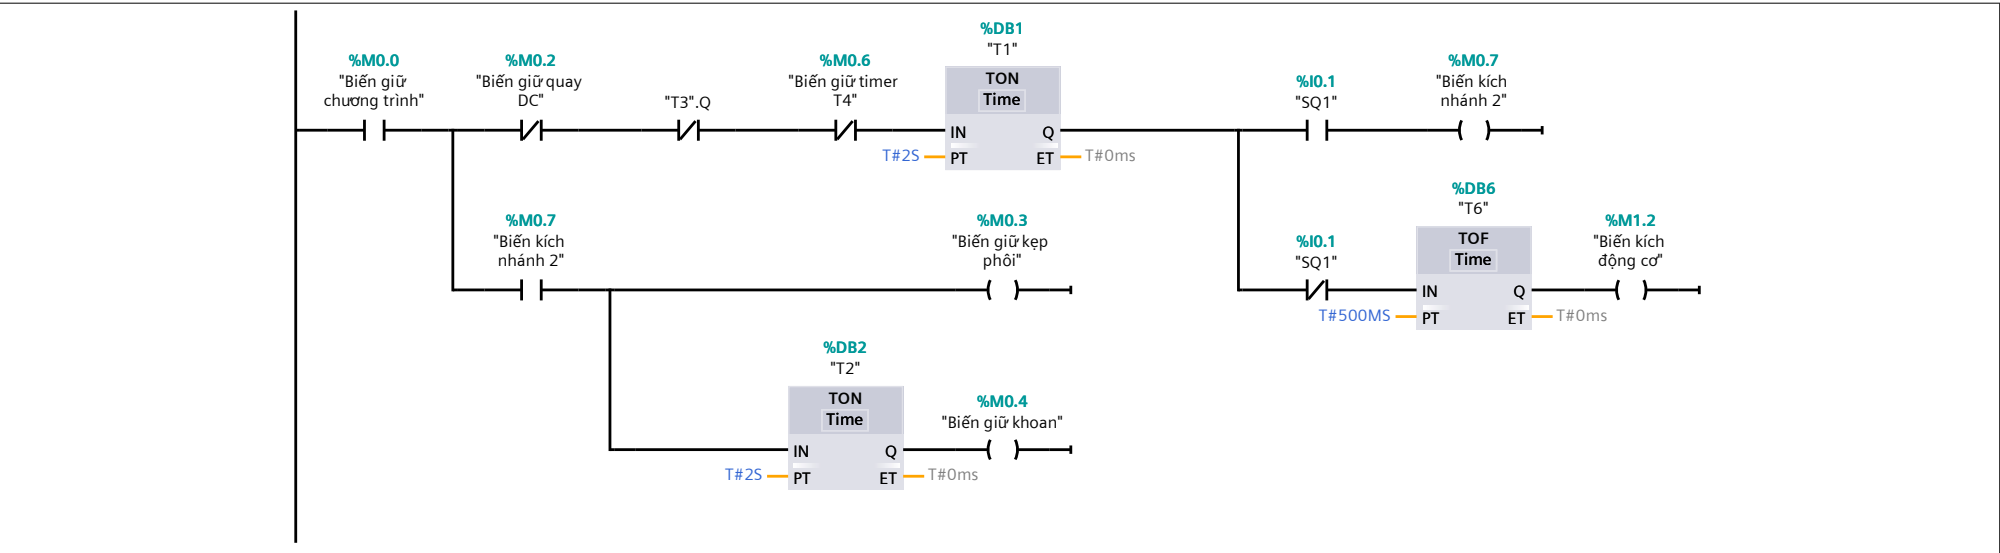 %M0.0
"Biến giữ
chương trình"
%M0.2
"Biến giữ quay
DC"
"T3".Q
%M0.6
"Biến giữ timer
T4"
%DB1
"T1"
TON
Time
IN
Q
T#2S
PT
ET
T#0ms
%I0.1
"SQ1"
%M0.7
"Biến kích
nhánh 2"
%M0.7
"Biến kích
nhánh 2"
%M0.3
"Biến giữ kẹp
phôi"
%I0.1
"SQ1"
%DB6
"T6"
TOF
Time
IN
Q
T#500MS
PT
ET
T#0ms
%M1.2
"Biến kích
động cơ"
%DB2
"T2"
TON
Time
IN
Q
T#2S
PT
ET
T#0ms
%M0.4
"Biến giữ khoan"